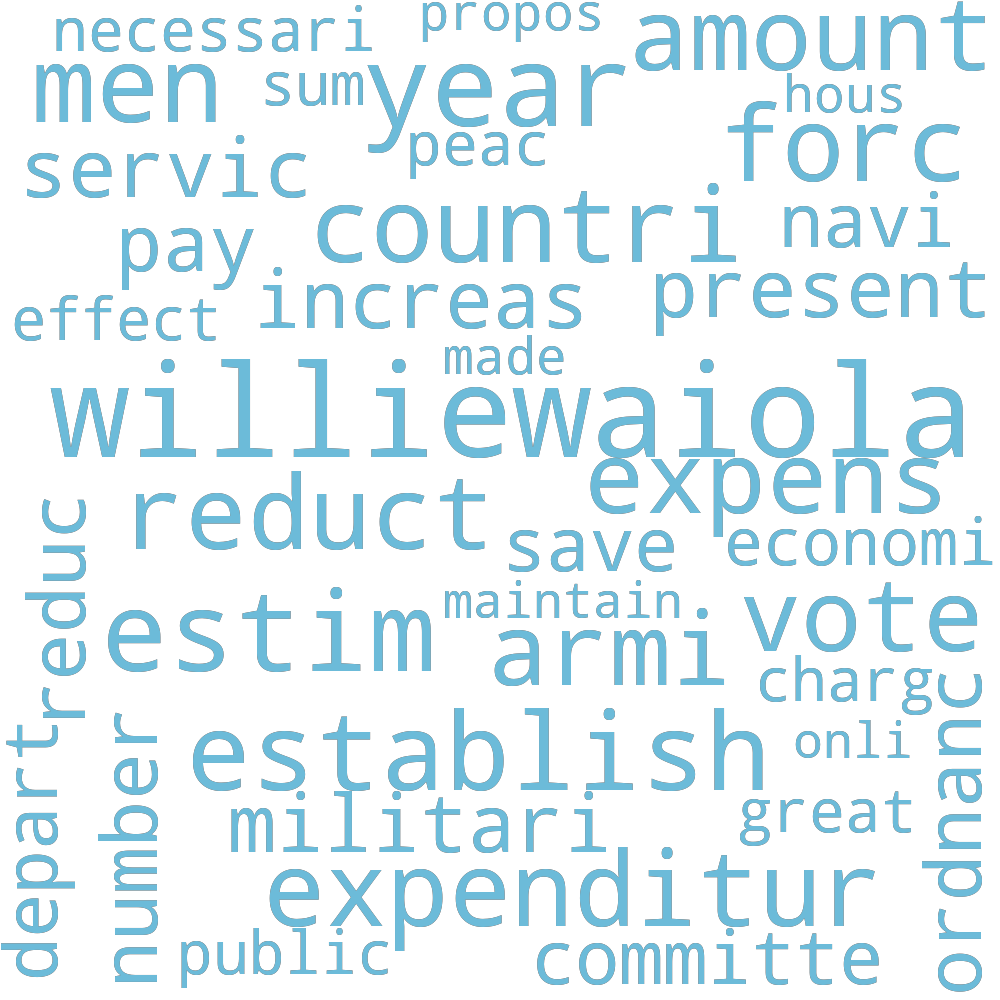 necessari
propos
amount
men
sum
year
hous
servic
peac
forc
pay
countri
navi
effect
increas
present
made
williewaiola
reduct
expens
save
economi
reduc
estim
maintain
armi
vote
charg
depart
number
establish
onli
ordnanc
militari
great
expenditur
public
committe